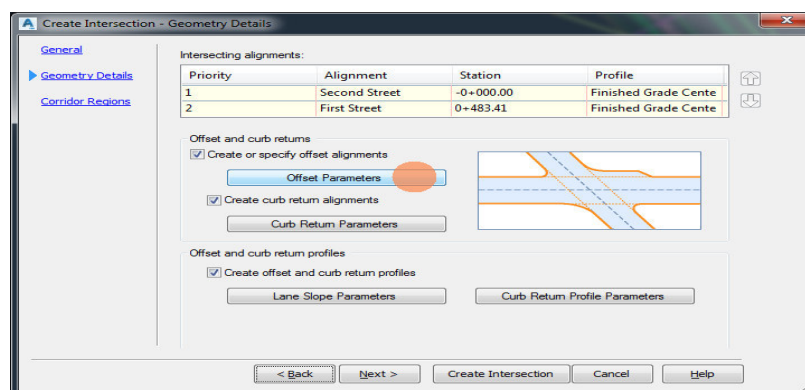 Create Intersection - Geometry Details
General
Geometry Details
Corridor Regions
Intersecting alignments:
Priority Alignment Station Profile
1 Second Street -0+000.00 Finished Grade Cente
2 First Street 0+483.41 Finished Grade Cente
Offset and curb returns
Create or specify offset alignments
Offset Parameters
Create curb return alignments
Curb Return Parameters
Offset and curb return profiles
Create offset and curb return profiles
Lane Slope Parameters Curb Return Profile Parameters
< Back Next > Create Intersection Cancel Help